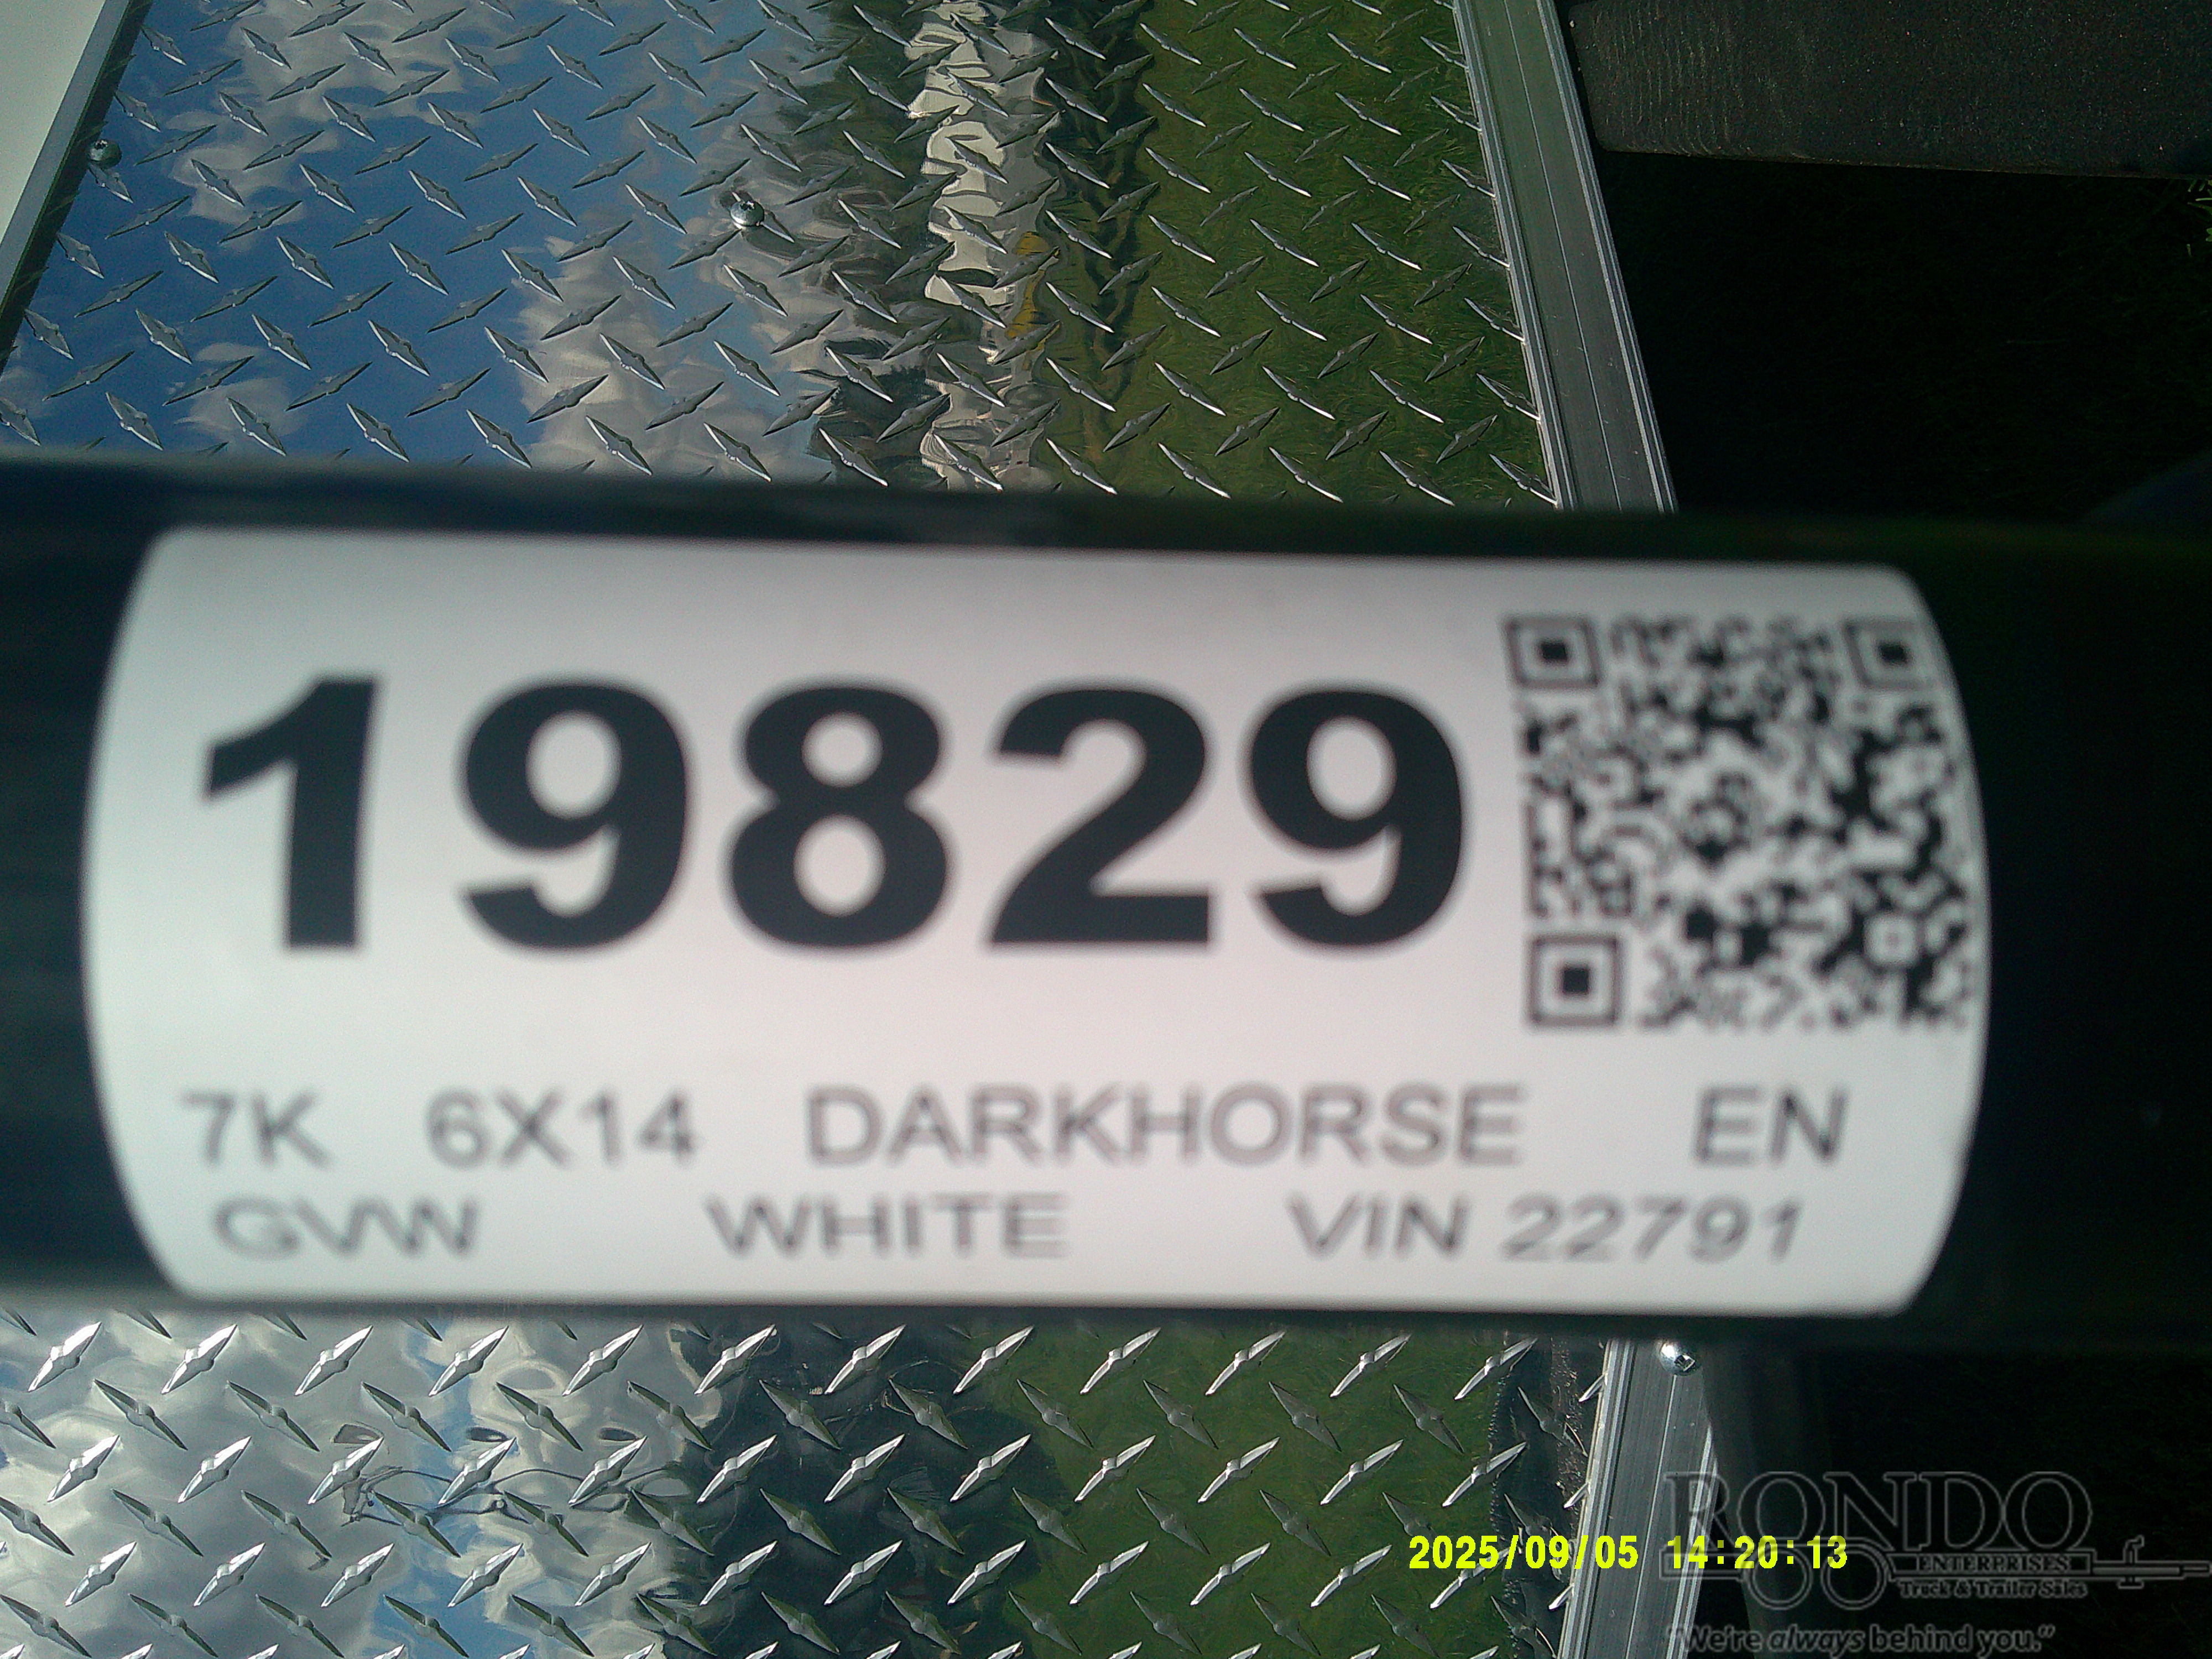 19829
7K 6X14 DARKHORSE EN
GVW WHITE VIN 22791
2025/09/05 14:20:13
RONDO
ENTERPRISES
Truck & Trailer Sales
"We're always behind you."